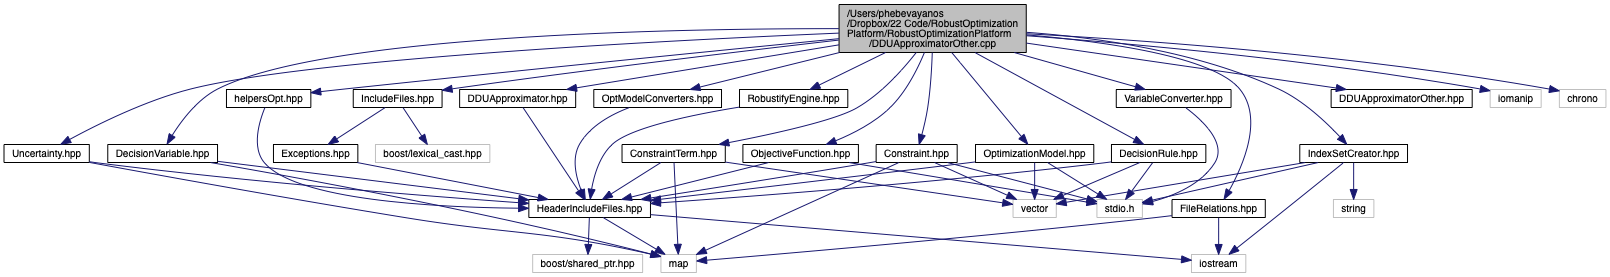 /Users/phebevayanos
/Dropbox/22 Code/RobustOptimization
Platform/RobustOptimizationPlatform
/DDUApproximatorOther.cpp
helpersOpt.hpp
IncludeFiles.hpp
DDUApproximator.hpp
OptModelConverters.hpp
RobustifyEngine.hpp
VariableConverter.hpp
DDUApproximatorOther.hpp
iomanip
chrono
Uncertainty.hpp
DecisionVariable.hpp
Exceptions.hpp
boost/lexical_cast.hpp
ConstraintTerm.hpp
ObjectiveFunction.hpp
Constraint.hpp
OptimizationModel.hpp
DecisionRule.hpp
IndexSetCreator.hpp
HeaderIncludeFiles.hpp
vector
stdio.h
FileRelations.hpp
string
boost/shared_ptr.hpp
map
iostream